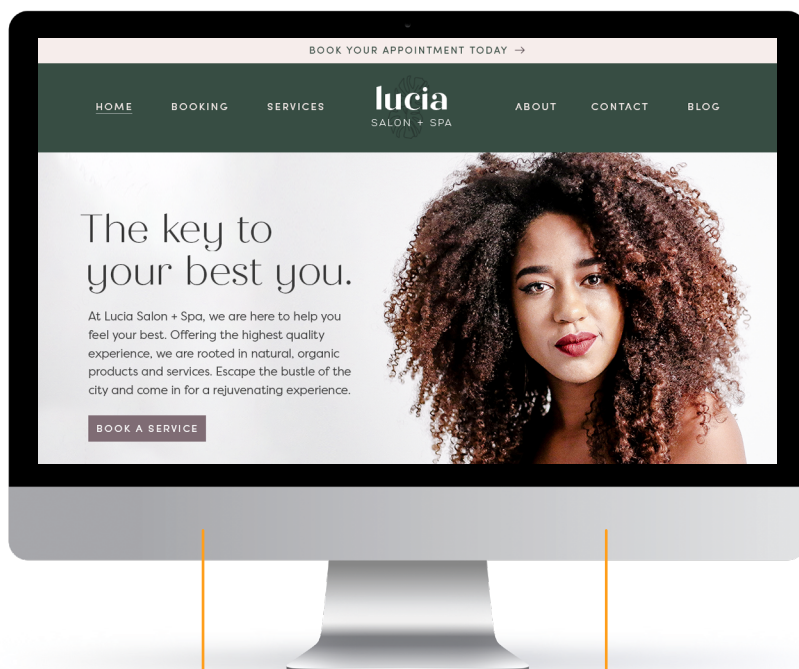 BOOK YOUR APPOINTMENT TODAY →
HOME
BOOKING
SERVICES
lucia
SALON + SPA
ABOUT
CONTACT
BLOG
The key to
your best you.
At Lucia Salon + Spa, we are here to help you
feel your best. Offering the highest quality
experience, we are rooted in natural, organic
products and services. Escape the bustle of the
city and come in for a rejuvenating experience.
BOOK A SERVICE